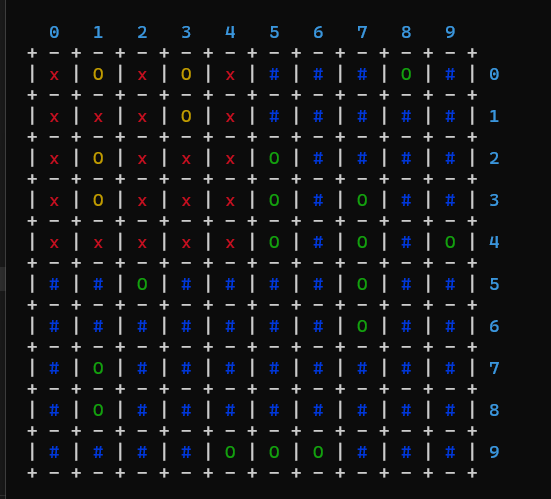 0 1 2 3 4 5 6 7 8 9
+ - + - + - + - + - + - + - + - + - + - +
| x | O | x | O | x | # | # | # | O | # | 0
+ - + - + - + - + - + - + - + - + - + - +
| x | x | x | O | x | # | # | # | # | # | 1
+ - + - + - + - + - + - + - + - + - + - +
| x | O | x | x | x | O | # | # | # | # | 2
+ - + - + - + - + - + - + - + - + - + - +
| x | O | x | x | x | O | # | O | # | # | 3
+ - + - + - + - + - + - + - + - + - + - +
| x | x | x | x | x | O | # | O | # | O | 4
+ - + - + - + - + - + - + - + - + - + - +
| # | # | O | # | # | # | # | O | # | # | 5
+ - + - + - + - + - + - + - + - + - + - +
| # | # | # | # | # | # | # | O | # | # | 6
+ - + - + - + - + - + - + - + - + - + - +
| # | O | # | # | # | # | # | # | # | # | 7
+ - + - + - + - + - + - + - + - + - + - +
| # | O | # | # | # | # | # | # | # | # | 8
+ - + - + - + - + - + - + - + - + - + - +
| # | # | # | # | O | O | O | # | # | # | 9
+ - + - + - + - + - + - + - + - + - + - +